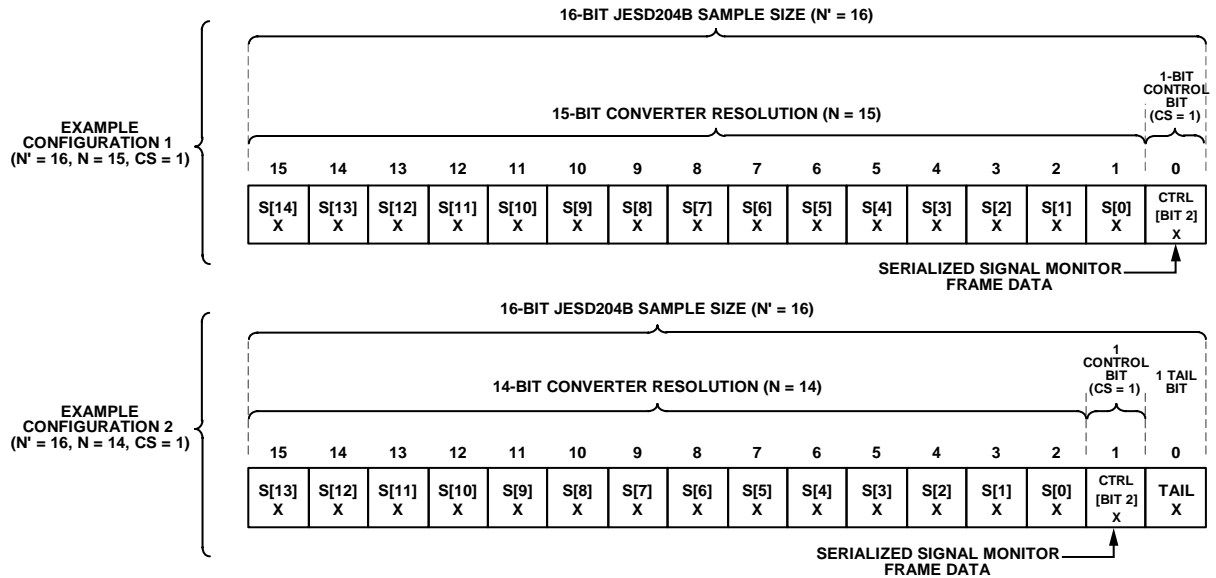 16-BIT JESD204B SAMPLE SIZE (N' = 16)
EXAMPLE
CONFIGURATION 1
(N' = 16, N = 15, CS = 1)
15-BIT CONVERTER RESOLUTION (N = 15)
1-BIT
CONTROL
BIT
(CS = 1)
15 14 13 12 11 10 9 8 7 6 5 4 3 2 1 0
S[14] S[13] S[12] S[11] S[10] S[9] S[8] S[7] S[6] S[5] S[4] S[3] S[2] S[1] S[0] CTRL
[BIT 2]
X X X X X X X X X X X X X X X X
SERIALIZED SIGNAL MONITOR
FRAME DATA
16-BIT JESD204B SAMPLE SIZE (N' = 16)
EXAMPLE
CONFIGURATION 2
(N' = 16, N = 14, CS = 1)
14-BIT CONVERTER RESOLUTION (N = 14)
1
CONTROL
BIT
(CS = 1)
1 TAIL
BIT
15 14 13 12 11 10 9 8 7 6 5 4 3 2 1 0
S[13] S[12] S[11] S[10] S[9] S[8] S[7] S[6] S[5] S[4] S[3] S[2] S[1] S[0] CTRL TAIL
[BIT 2]
X X X X X X X X X X X X X X X X
SERIALIZED SIGNAL MONITOR
FRAME DATA